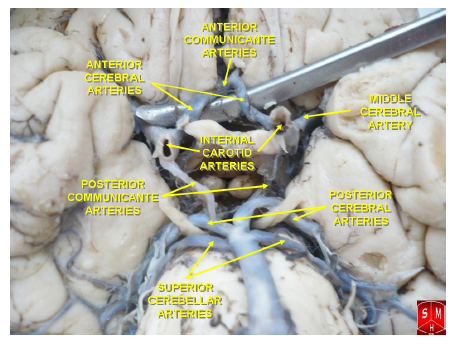 ANTERIOR
COMMUNICANTE
ARTERIES
ANTERIOR
CEREBRAL
ARTERIES
MIDDLE
CEREBRAL
ARTERY
INTERNAL
CAROTID
ARTERIES
POSTERIOR
COMMUNICANTE
ARTERIES
POSTERIOR
CEREBRAL
ARTERIES
SUPERIOR
CEREBELLAR
ARTERIES
S M
H